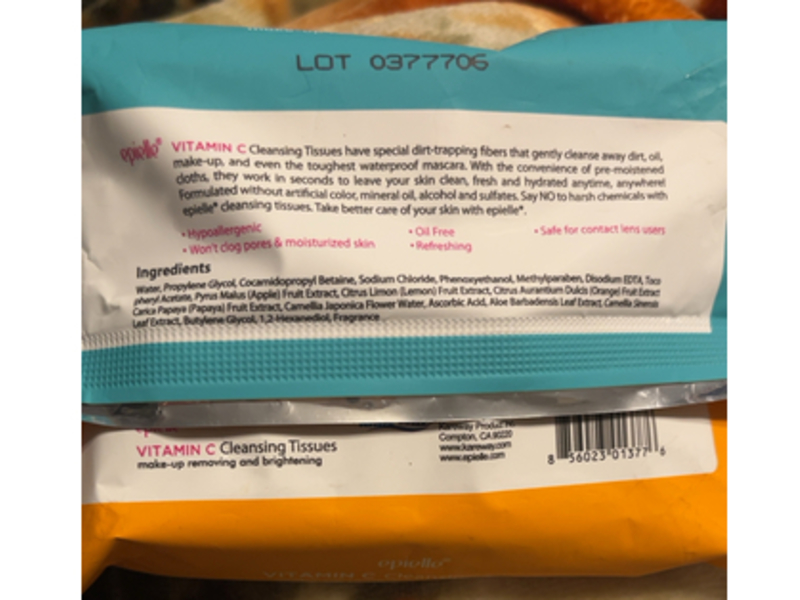 LOT 0377706
epielle® VITAMIN C Cleansing Tissues have special dirt-trapping fibers that gently cleanse away dirt, oil,
make-up, and even the toughest waterproof mascara. With the convenience of pre-moistened
cloths, they work in seconds to leave your skin clean, fresh and hydrated anytime, anywhere!
Formulated without artificial color, mineral oil, alcohol and sulfates. Say NO to harsh chemicals with
epielle® cleansing tissues. Take better care of your skin with epielle®.
• Hypoallergenic • Oil Free • Safe for contact lens users
• Won't clog pores & moisturized skin • Refreshing
Ingredients
Water, Propylene Glycol, Cocamidopropyl Betaine, Sodium Chloride, Phenoxyethanol, Methylparaben, Disodium EDTA, Toco
pheryl Acetate, Pyrus Malus (Apple) Fruit Extract, Citrus Limon (Lemon) Fruit Extract, Citrus Aurantium Dulcis (Orange) Fruit Extract
Carica Papaya (Papaya) Fruit Extract, Camellia Japonica Flower Water, Ascorbic Acid, Aloe Barbadensis Leaf Extract, Camellia Sinensis
Leaf Extract, Butylene Glycol, 1,2-Hexanediol, Fragrance
VITAMIN C Cleansing Tissues
make-up removing and brightening
Kareway Product
Compton, CA 90220
www.kareway.com
www.epielle.com
8 56023 01377 6
epielle®
VITAMIN C